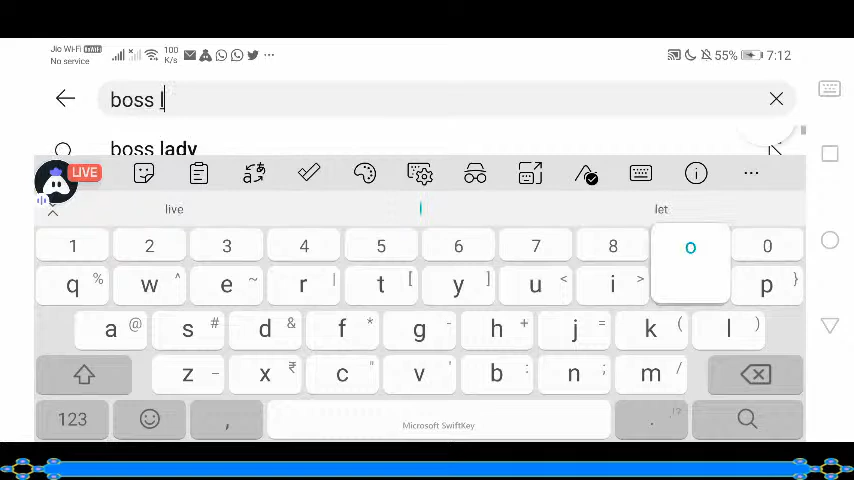 Jio Wi-Fi
No service
100
K/s
55%
7:12
boss l
boss lady
LIVE
live
let
1 2 3 4 5 6 7 8 o 0
q % w ^ e ~ r | t [ y ] u < i > p }
a @ s # d & f * g - h + j = k ( l )
z _ x ₹ c " v ' b : n ; m /
123 , Microsoft SwiftKey . ,!?